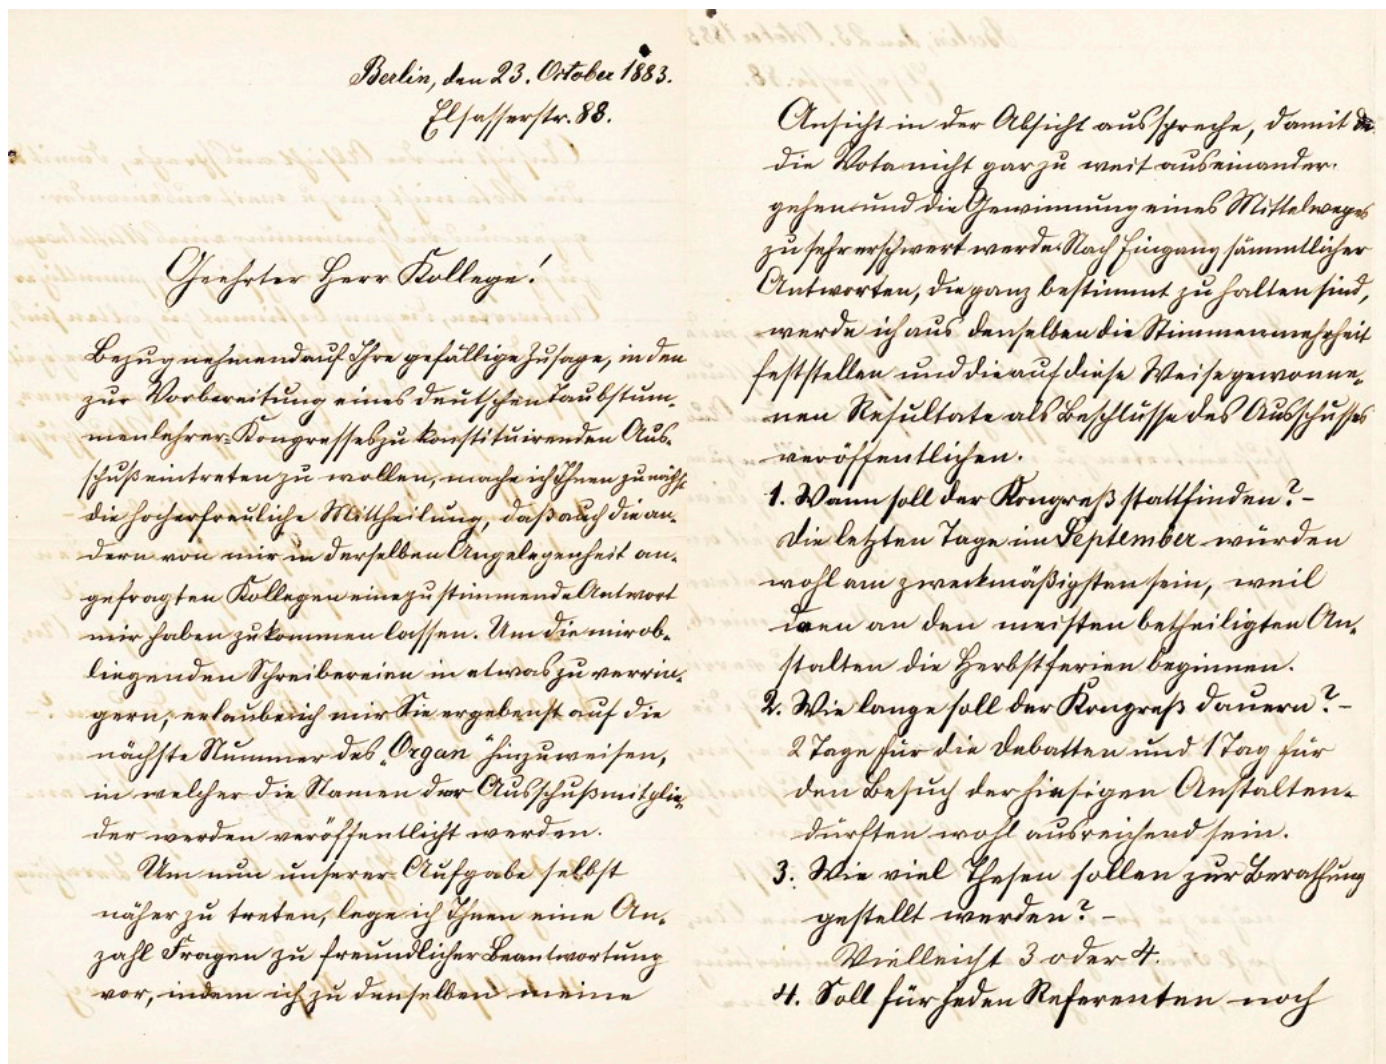 Berlin, den 23. October 1883.
Elsasserstr. 88.
Geehrter Herr Kollege!
Bezug nehmend auf Ihre gefällige Zusage, in den
zur Vorbereitung eines deutschen Taubstum-
menlehrer-Kongresses zu konstituirenden Aus-
schuß eintreten zu wollen, mache ich Ihnen zunächst
die hocherfreuliche Mittheilung, daß auch die an-
dern von mir in derselben Angelegenheit an-
gefragten Kollegen eine zustimmende Antwort
mir haben zukommen lassen. Um die mir ob-
liegenden Schreibereien in etwas zu verrin-
gern, erlaube ich mir Sie ergebenst auf die
nächste Nummer des „Organ" hinzuweisen,
in welcher die Namen der Ausschußmitglie-
der werden veröffentlicht werden.
Um nun unserer Aufgabe selbst
näher zu treten, lege ich Ihnen eine An-
zahl Fragen zu freundlicher Beantwortung
vor, indem ich zu denselben meine
Ansicht in der Absicht ausspreche, damit
die Vota nicht gar zu weit auseinander-
gehen und die Gewinnung eines Mittelweges
zu sehr erschwert werde. Nach Eingang sämmtlicher
Antworten, die ganz bestimmt zu halten sind,
werde ich aus denselben die Stimmenmehrheit
feststellen und die auf diese Weise gewonne-
nen Resultate als Beschlüsse des Ausschusses
veröffentlichen.
1. Wann soll der Kongreß stattfinden? -
Die letzten Tage im September würden
wohl am zweckmäßigsten sein, weil
dann an den meisten betheiligten An-
stalten die Herbstferien beginnen.
2. Wie lange soll der Kongreß dauern? -
2 Tage für die Debatten und 1 Tag für
den Besuch der hiesigen Anstalten
dürften wohl ausreichend sein.
3. Wie viel Thesen sollen zur Berathung
gestellt werden? -
Vielleicht 3 oder 4.
4. Soll für jeden Referenten noch